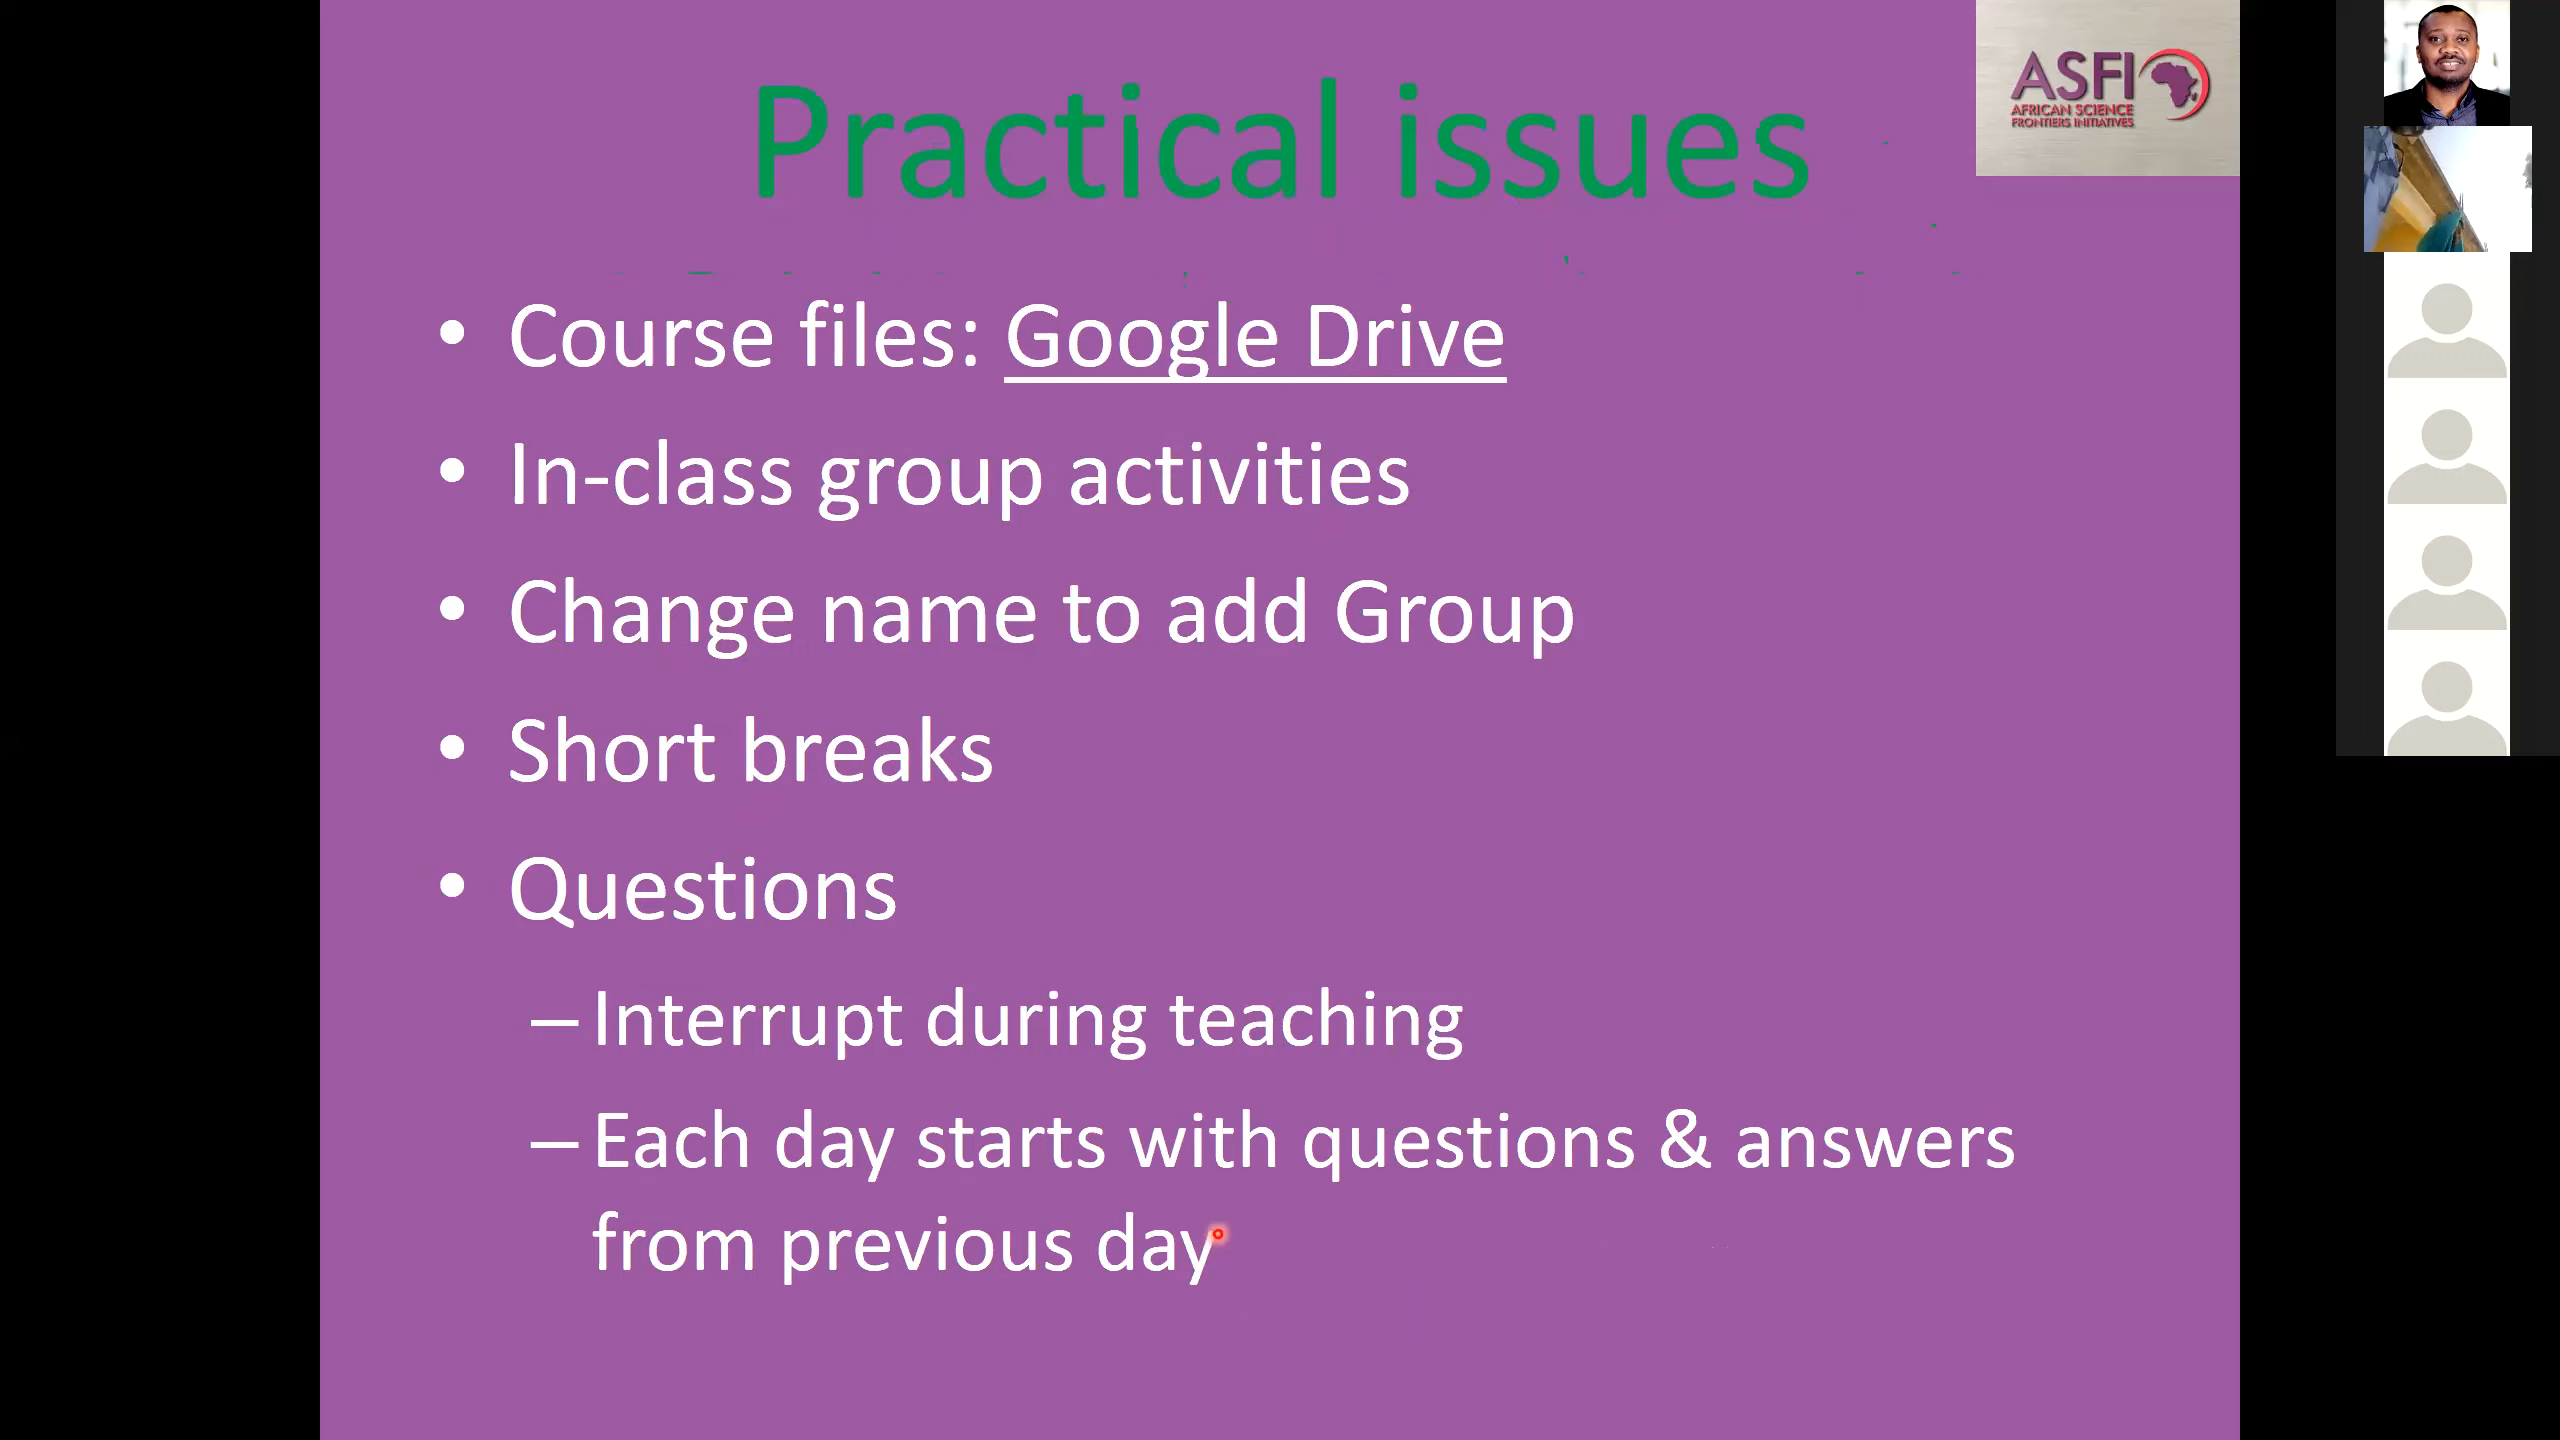 Practical issues
ASFI
AFRICAN SCIENCE
FRONTIERS INITIATIVES
• Course files: Google Drive
• In-class group activities
• Change name to add Group
• Short breaks
• Questions
– Interrupt during teaching
– Each day starts with questions & answers
from previous day